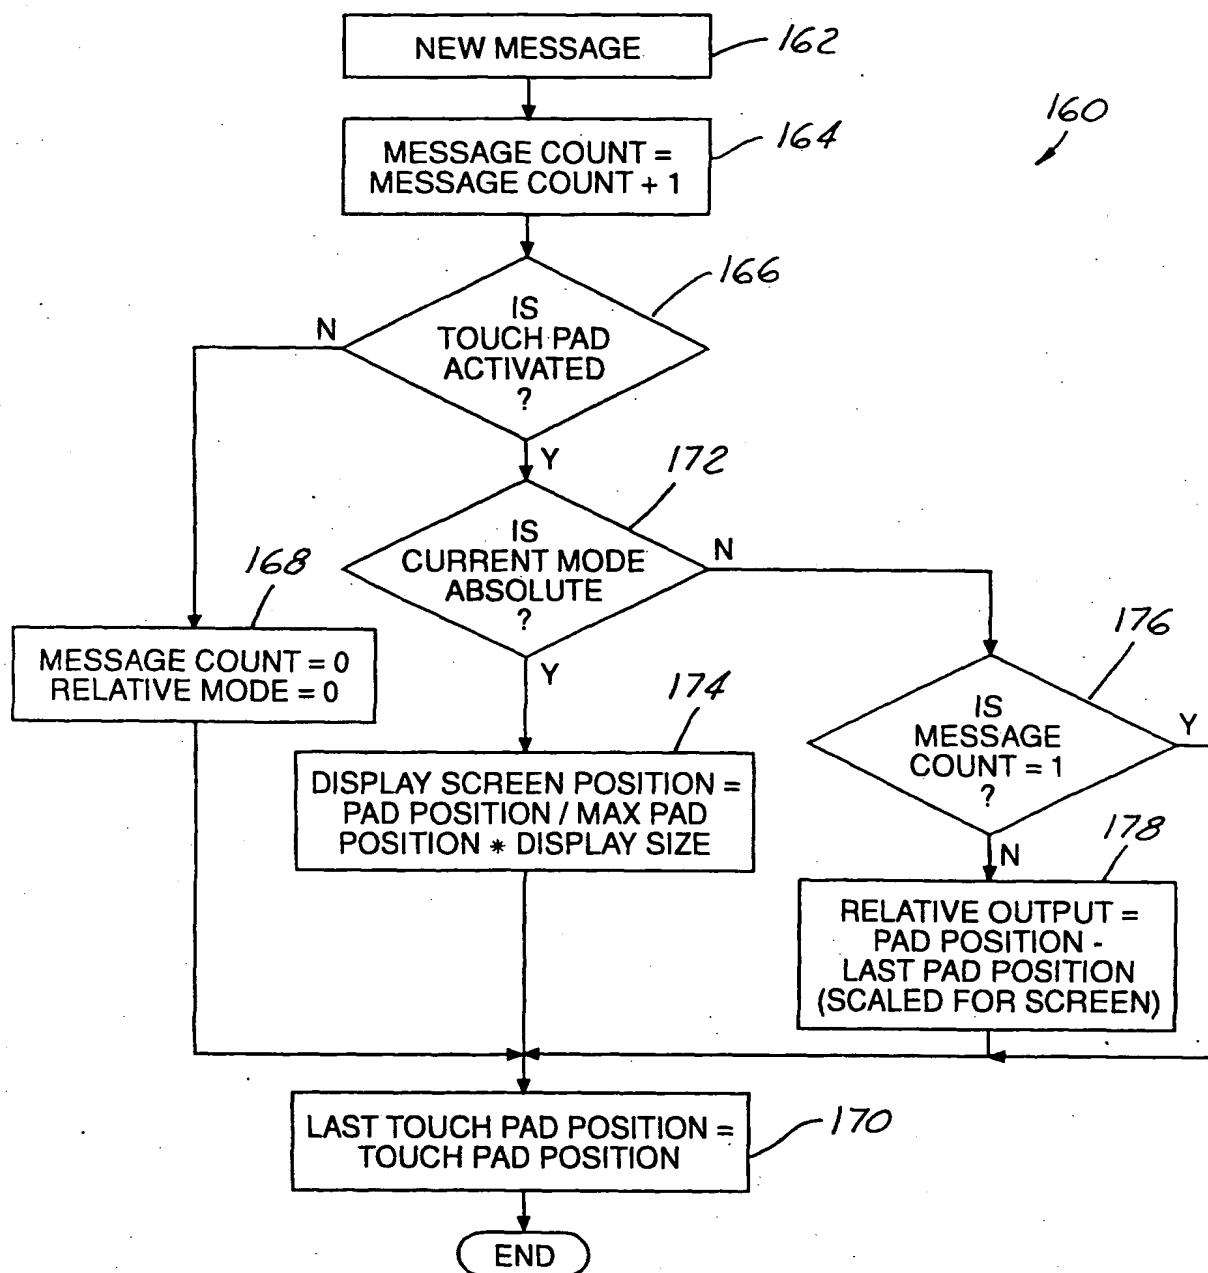 NEW MESSAGE
162
160
MESSAGE COUNT =
MESSAGE COUNT + 1
164
IS
TOUCH PAD
ACTIVATED
?
166
N
Y
IS
CURRENT MODE
ABSOLUTE
?
172
N
Y
MESSAGE COUNT = 0
RELATIVE MODE = 0
168
DISPLAY SCREEN POSITION =
PAD POSITION / MAX PAD
POSITION * DISPLAY SIZE
174
IS
MESSAGE
COUNT = 1
?
176
Y
N
RELATIVE OUTPUT =
PAD POSITION -
LAST PAD POSITION
(SCALED FOR SCREEN)
178
LAST TOUCH PAD POSITION =
TOUCH PAD POSITION
170
END